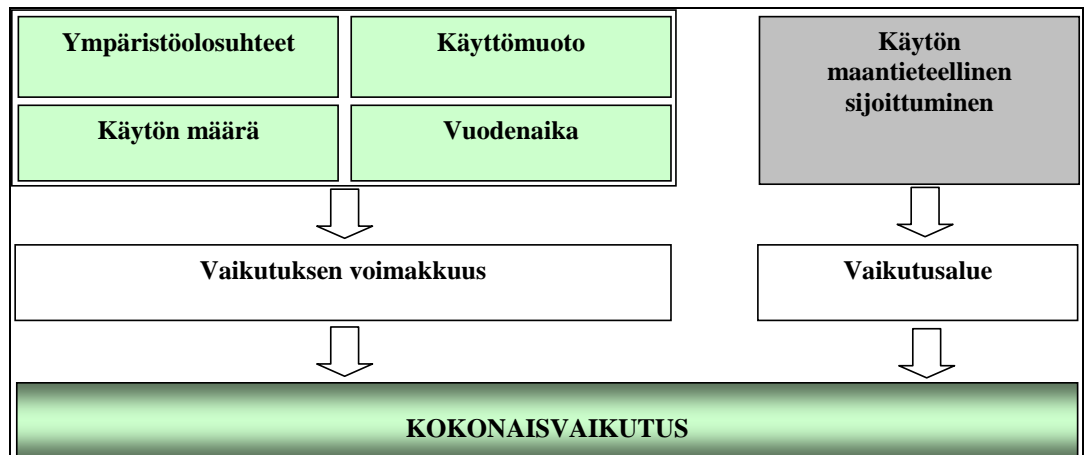 Ympäristöolosuhteet
Käyttömuoto
Käytön määrä
Vuodenaika
Käytön
maantieteellinen
sijoittuminen
Vaikutuksen voimakkuus
Vaikutusalue
KOKONAISVAIKUTUS